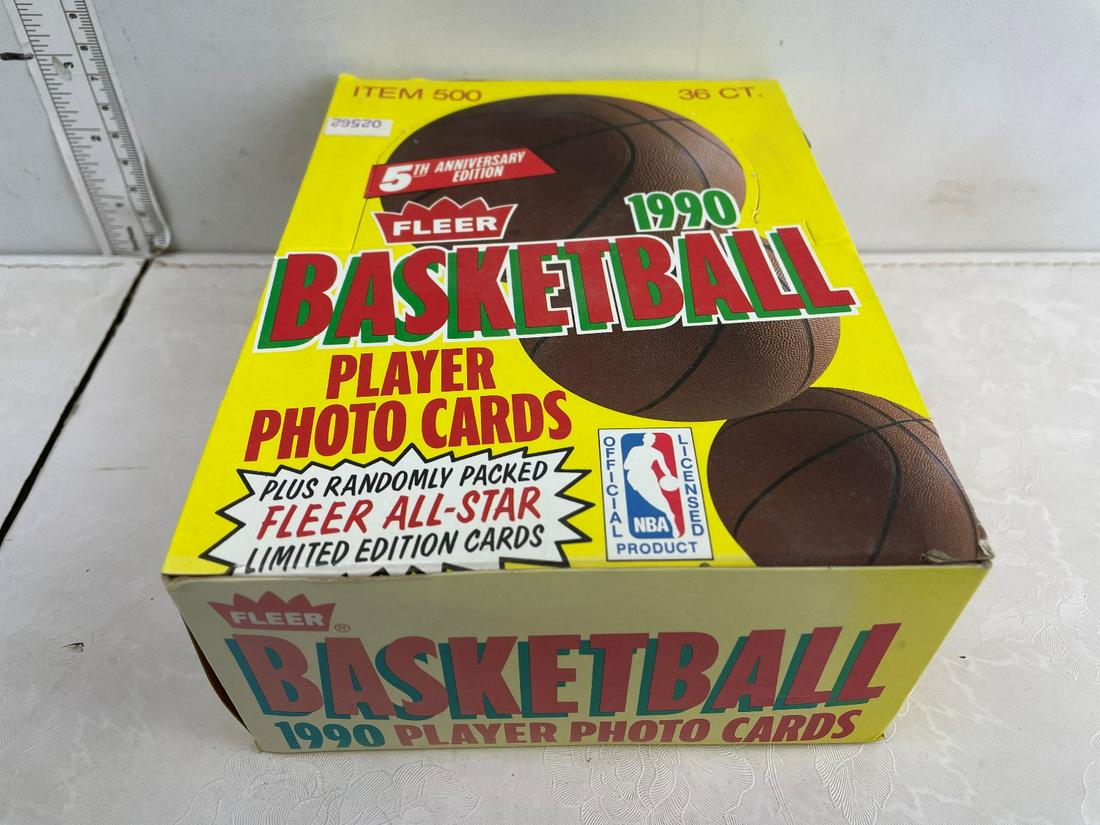 ITEM 500
36 CT.
02562
5TH ANNIVERSARY
EDITION
FLEER
1990
BASKETBALL
PLAYER
PHOTO CARDS
PLUS RANDOMLY PACKED
FLEER ALL-STAR
LIMITED EDITION CARDS
OFFICIAL
LICENSED
NBA
PRODUCT
FLEER®
BASKETBALL
1990 PLAYER PHOTO CARDS